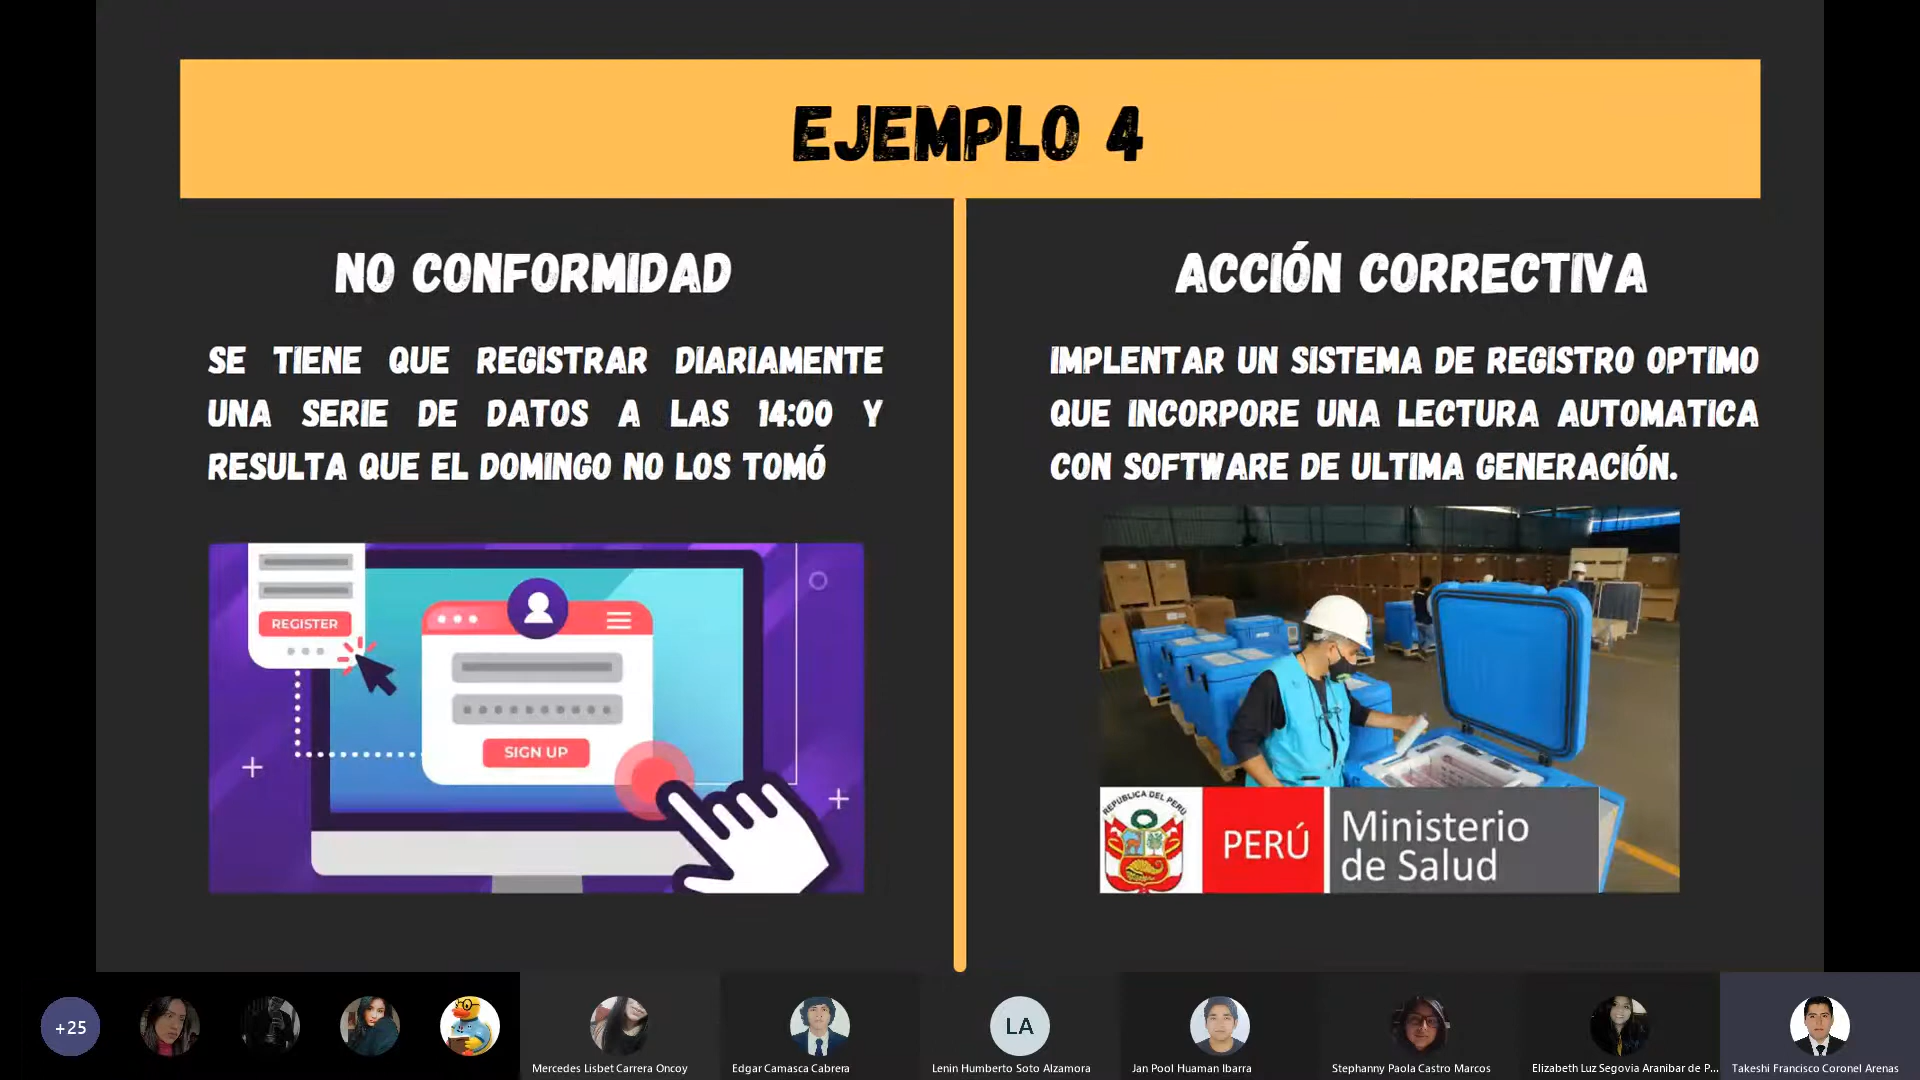 EJEMPLO 4
NO CONFORMIDAD
SE TIENE QUE REGISTRAR DIARIAMENTE
UNA SERIE DE DATOS A LAS 14:00 Y
RESULTA QUE EL DOMINGO NO LOS TOMÓ
REGISTER
SIGN UP
ACCIÓN CORRECTIVA
IMPLENTAR UN SISTEMA DE REGISTRO OPTIMO
QUE INCORPORE UNA LECTURA AUTOMATICA
CON SOFTWARE DE ULTIMA GENERACIÓN.
REPÚBLICA DEL PERÚ
PERÚ
Ministerio
de Salud
+25
LA
Mercedes Lisbet Carrera Oncoy
Edgar Camasca Cabrera
Lenin Humberto Soto Alzamora
Jan Pool Huaman Ibarra
Stephanny Paola Castro Marcos
Elizabeth Luz Segovia Aranibar de P...
Takeshi Francisco Coronel Arenas